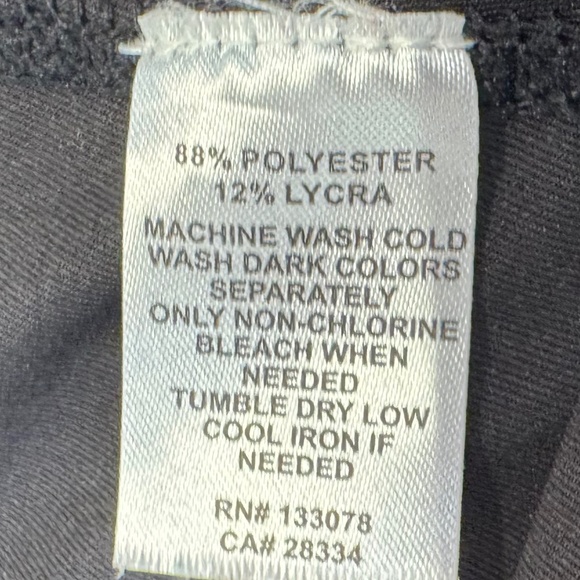 88% POLYESTER
12% LYCRA
MACHINE WASH COLD
WASH DARK COLORS
SEPARATELY
ONLY NON-CHLORINE
BLEACH WHEN
NEEDED
TUMBLE DRY LOW
COOL IRON IF
NEEDED
RN# 133078
CA# 28334